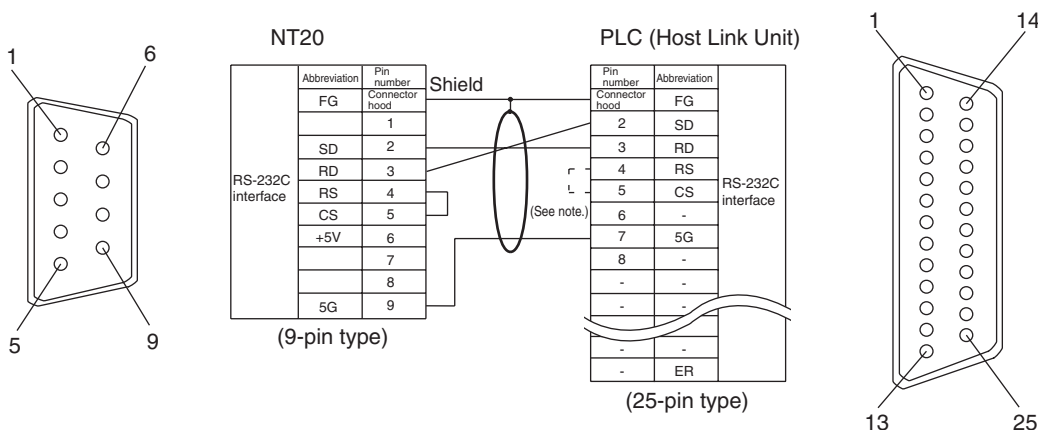 NT20
PLC (Host Link Unit)
1
6
5
9
Abbreviation
Pin number
FG
Connector hood
1
SD
2
RD
3
RS
4
CS
5
+5V
6
7
8
5G
9
RS-232C interface
(9-pin type)
Shield
(See note.)
Pin number
Abbreviation
Connector hood
FG
2
SD
3
RD
4
RS
5
CS
6
-
7
5G
8
-
-
-
-
-
-
-
-
ER
RS-232C interface
(25-pin type)
1
14
13
25